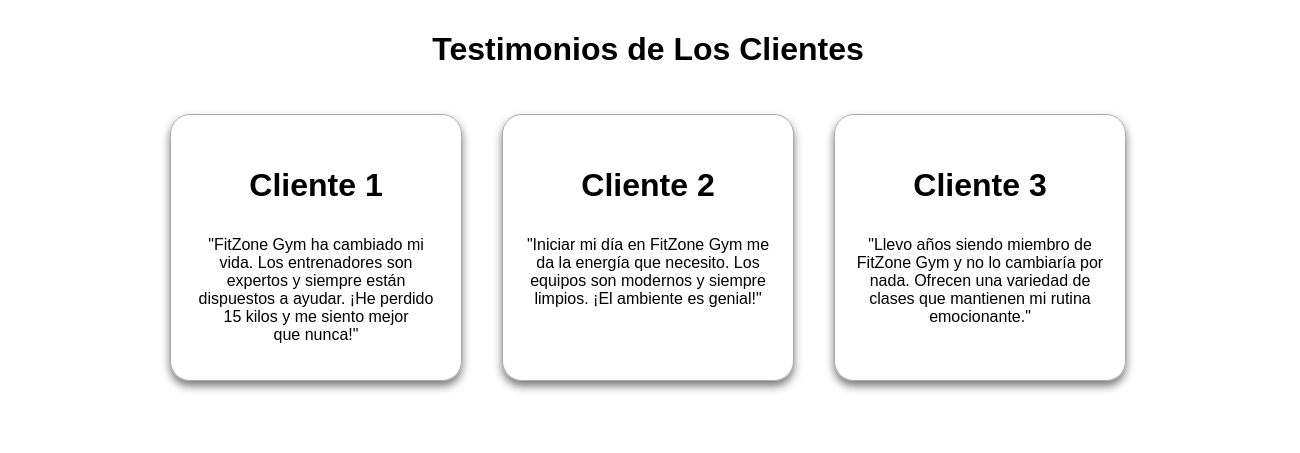 Testimonios de Los Clientes
Cliente 1
"FitZone Gym ha cambiado mi
vida. Los entrenadores son
expertos y siempre están
dispuestos a ayudar. ¡He perdido
15 kilos y me siento mejor
que nunca!"
Cliente 2
"Iniciar mi día en FitZone Gym me
da la energía que necesito. Los
equipos son modernos y siempre
limpios. ¡El ambiente es genial!"
Cliente 3
"Llevo años siendo miembro de
FitZone Gym y no lo cambiaría por
nada. Ofrecen una variedad de
clases que mantienen mi rutina
emocionante."